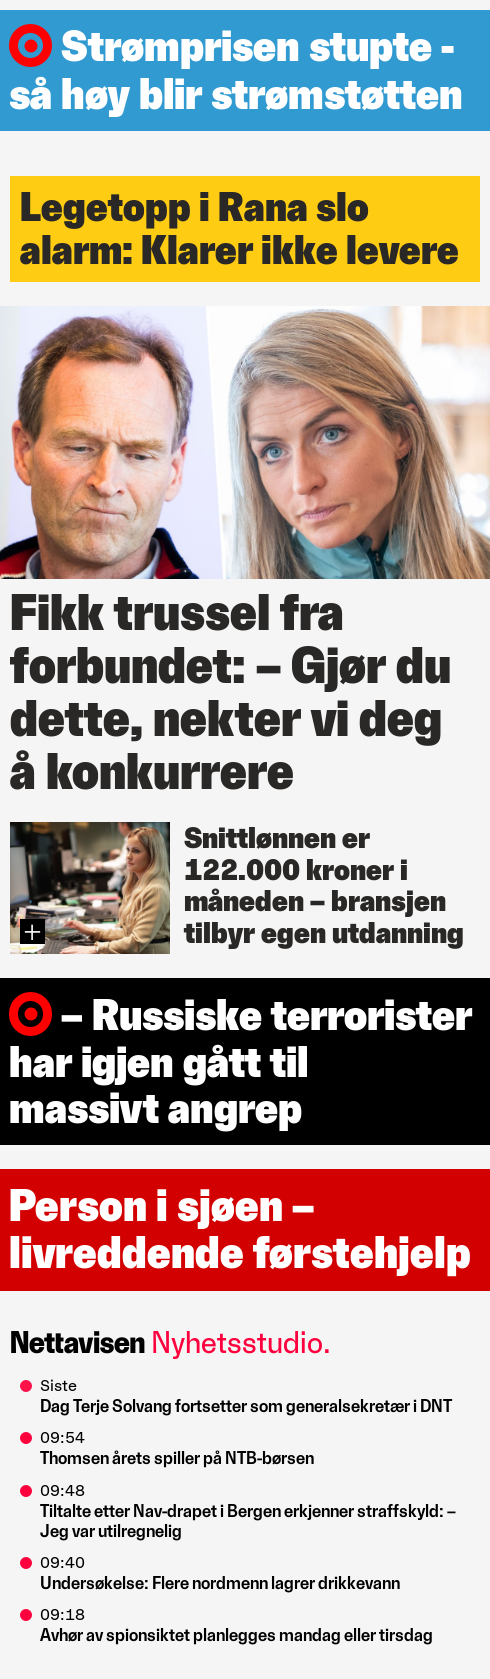 Strømprisen stupte -
så høy blir strømstøtten
Legetopp i Rana slo
alarm: Klarer ikke levere
Fikk trussel fra
forbundet: – Gjør du
dette, nekter vi deg
å konkurrere
Snittlønnen er
122.000 kroner i
måneden – bransjen
tilbyr egen utdanning
– Russiske terrorister
har igjen gått til
massivt angrep
Person i sjøen –
livreddende førstehjelp
Nettavisen Nyhetsstudio.
Siste
Dag Terje Solvang fortsetter som generalsekretær i DNT
09:54
Thomsen årets spiller på NTB-børsen
09:48
Tiltalte etter Nav-drapet i Bergen erkjenner straffskyld: –
Jeg var utilregnelig
09:40
Undersøkelse: Flere nordmenn lagrer drikkevann
09:18
Avhør av spionsiktet planlegges mandag eller tirsdag